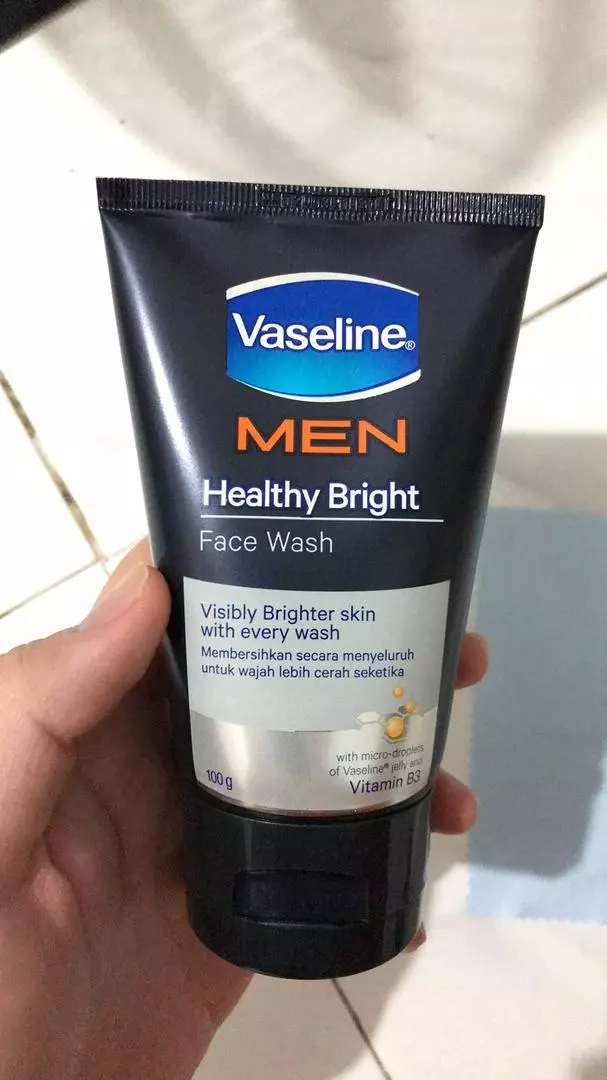 Vaseline®
MEN
Healthy Bright
Face Wash
Visibly Brighter skin
with every wash
Membersihkan secara menyeluruh
untuk wajah lebih cerah seketika
with micro-droplets
of Vaseline® jelly and
Vitamin B3
100 g